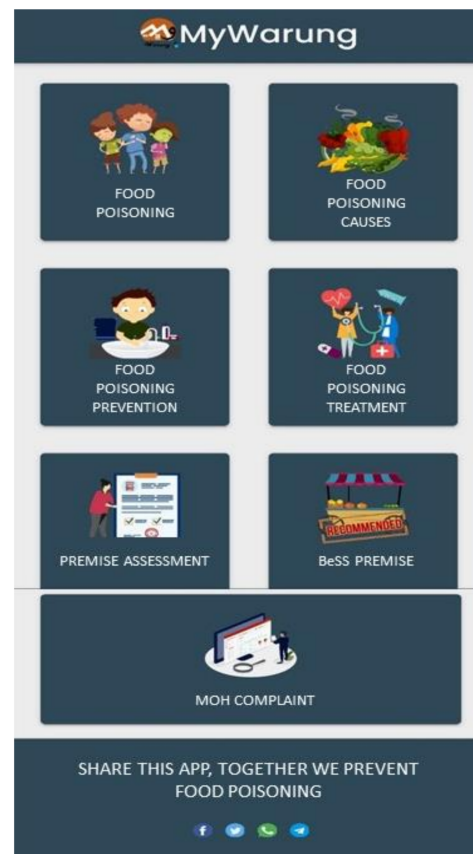 MyWarung
FOOD
POISONING
FOOD
POISONING
CAUSES
FOOD
POISONING
PREVENTION
FOOD
POISONING
TREATMENT
PREMISE ASSESSMENT
RECOMMENDED
BeSS PREMISE
MOH COMPLAINT
SHARE THIS APP, TOGETHER WE PREVENT
FOOD POISONING